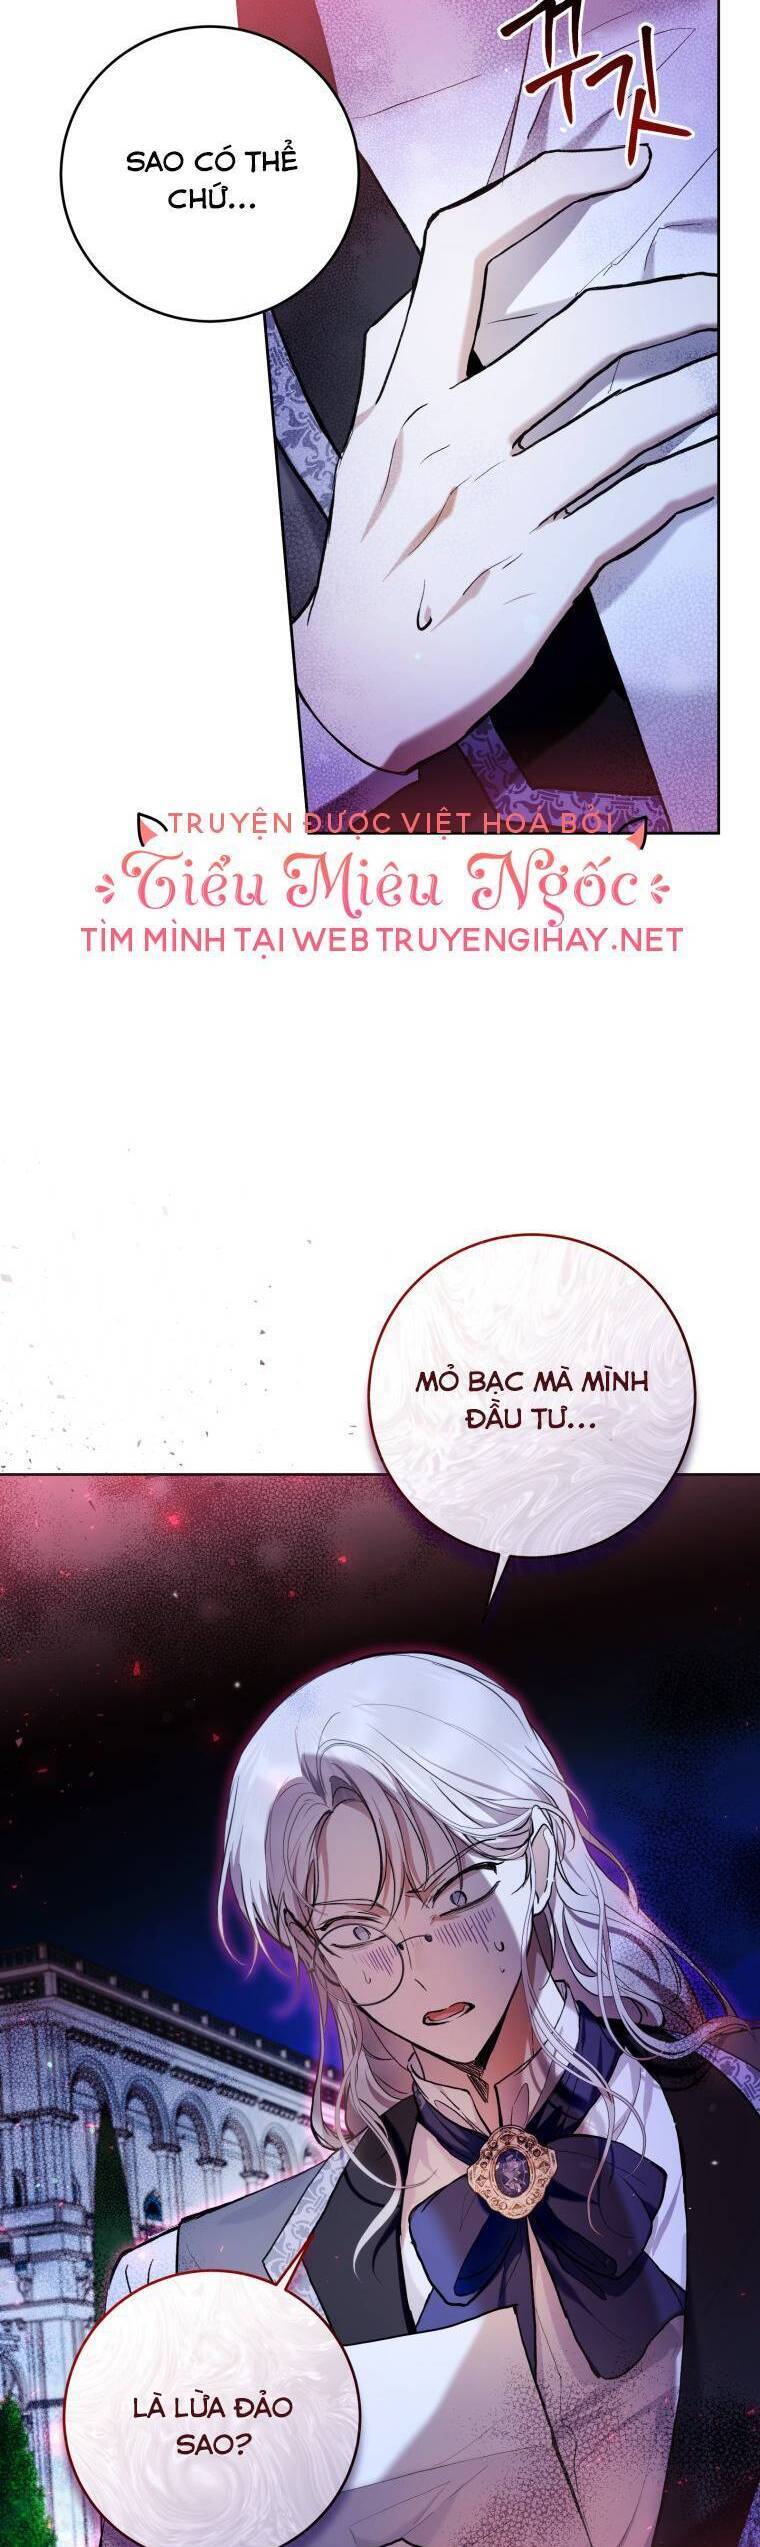 꾸깃
SAO CÓ THỂ
CHỨ...
TRUYỆN ĐƯỢC VIỆT HOÁ BỞI
Tiểu Miêu Ngốc
TÌM MÌNH TẠI WEB TRUYENGIHAY.NET
MỎ BẠC MÀ MÌNH
ĐẦU TƯ...
LÀ LỪA ĐẢO
SAO?